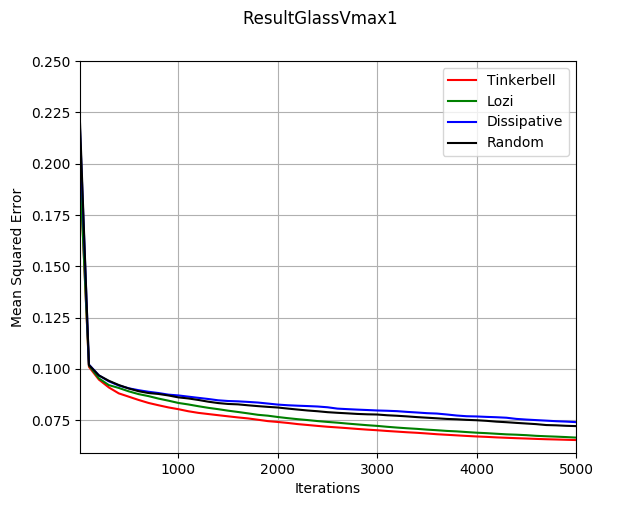 ResultGlassVmax1
0.250
0.225
0.200
0.175
0.150
0.125
0.100
0.075
Mean Squared Error
Tinkerbell
Lozi
Dissipative
Random
1000
2000
3000
4000
5000
Iterations